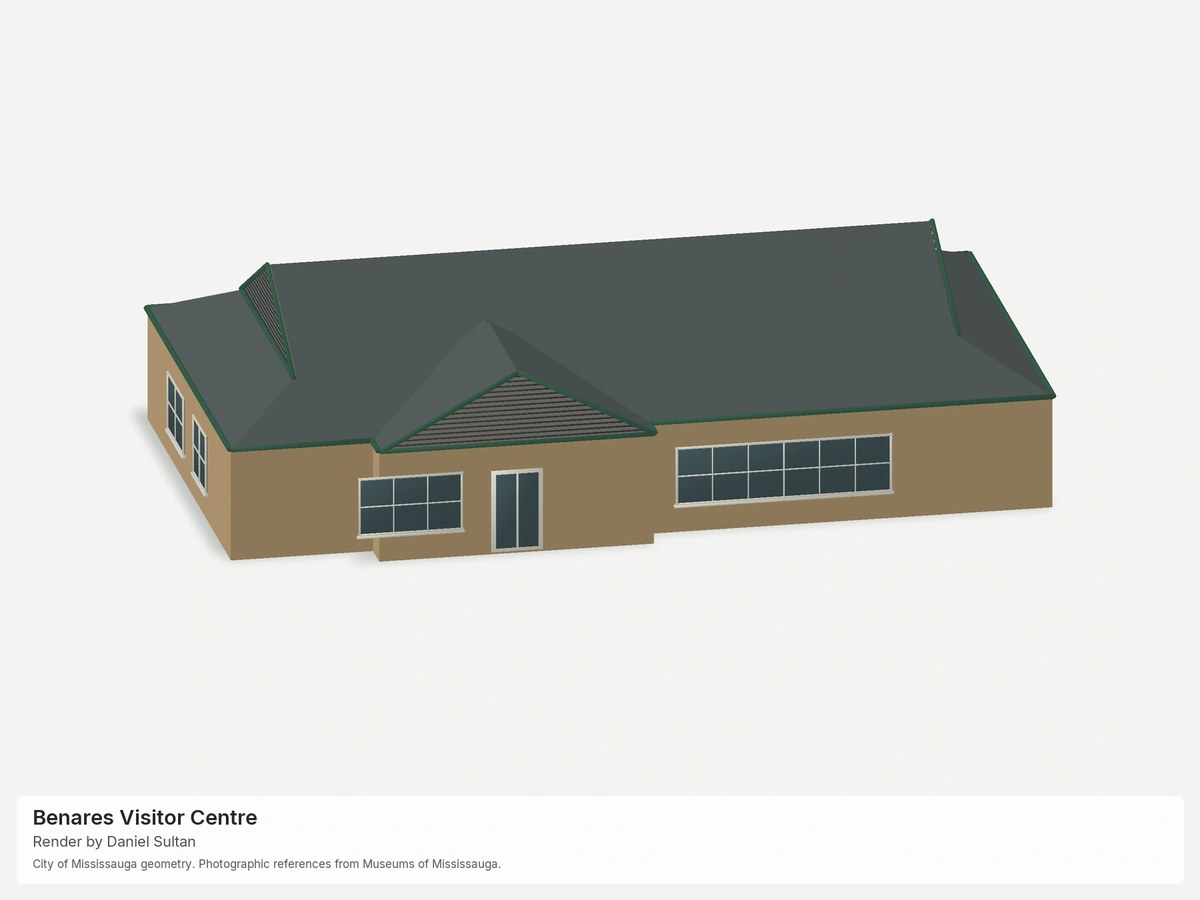 Benares Visitor Centre
Render by Daniel Sultan
City of Mississauga geometry. Photographic references from Museums of Mississauga.